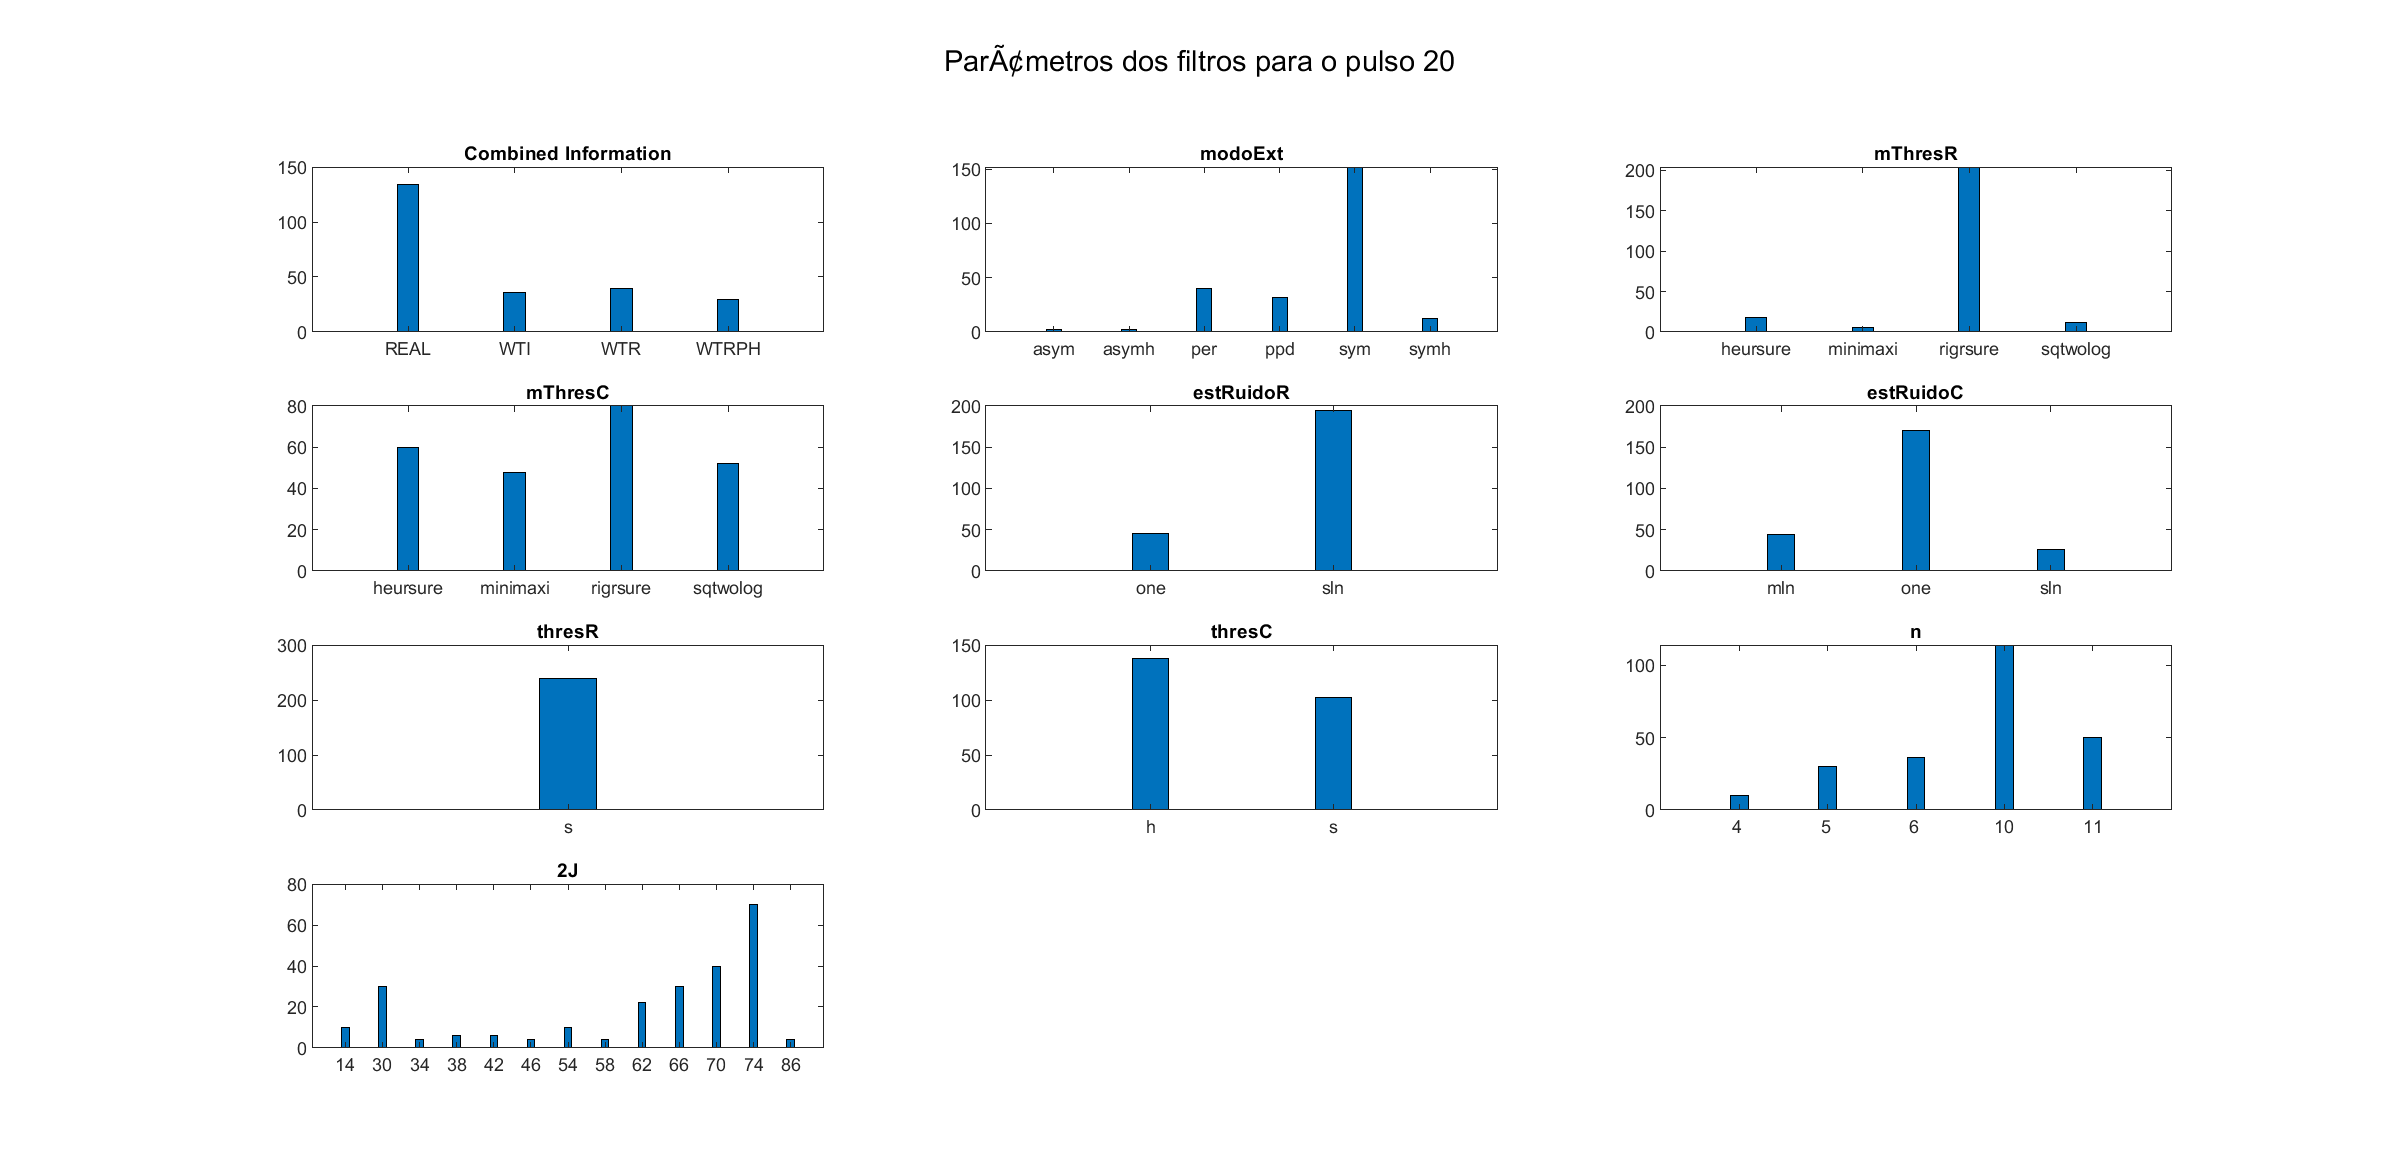 ParÃ¢metros dos filtros para o pulso 20
Combined Information
150
100
50
0
REAL WTI WTR WTRPH
modoExt
150
100
50
0
asym asymh per ppd sym symh
mThresR
200
150
100
50
0
heursure minimaxi rigrsure sqtwolog
mThresC
80
60
40
20
0
heursure minimaxi rigrsure sqtwolog
estRuidoR
200
150
100
50
0
one sln
estRuidoC
200
150
100
50
0
mln one sln
thresR
300
200
100
0
s
thresC
150
100
50
0
h s
n
100
50
0
4 5 6 10 11
2J
80
60
40
20
0
14 30 34 38 42 46 54 58 62 66 70 74 86